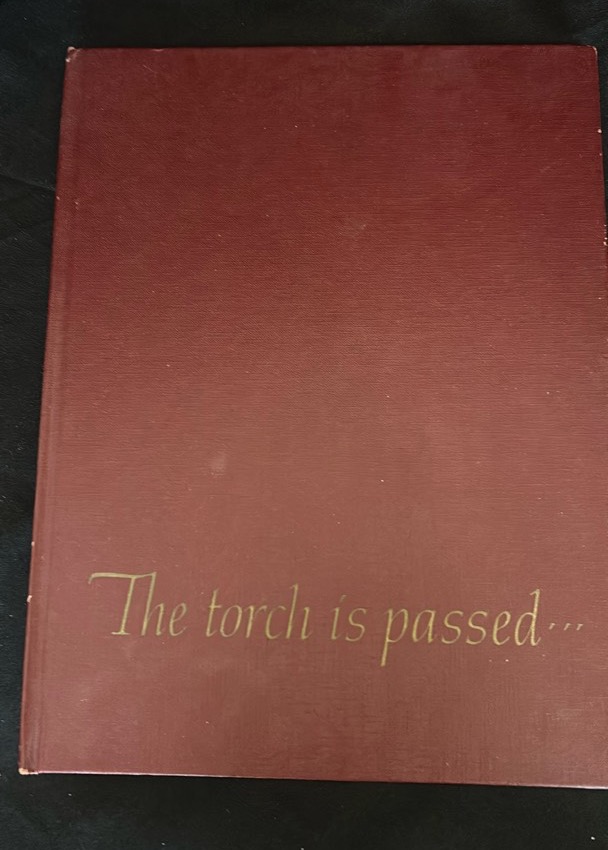 The torch is passed...